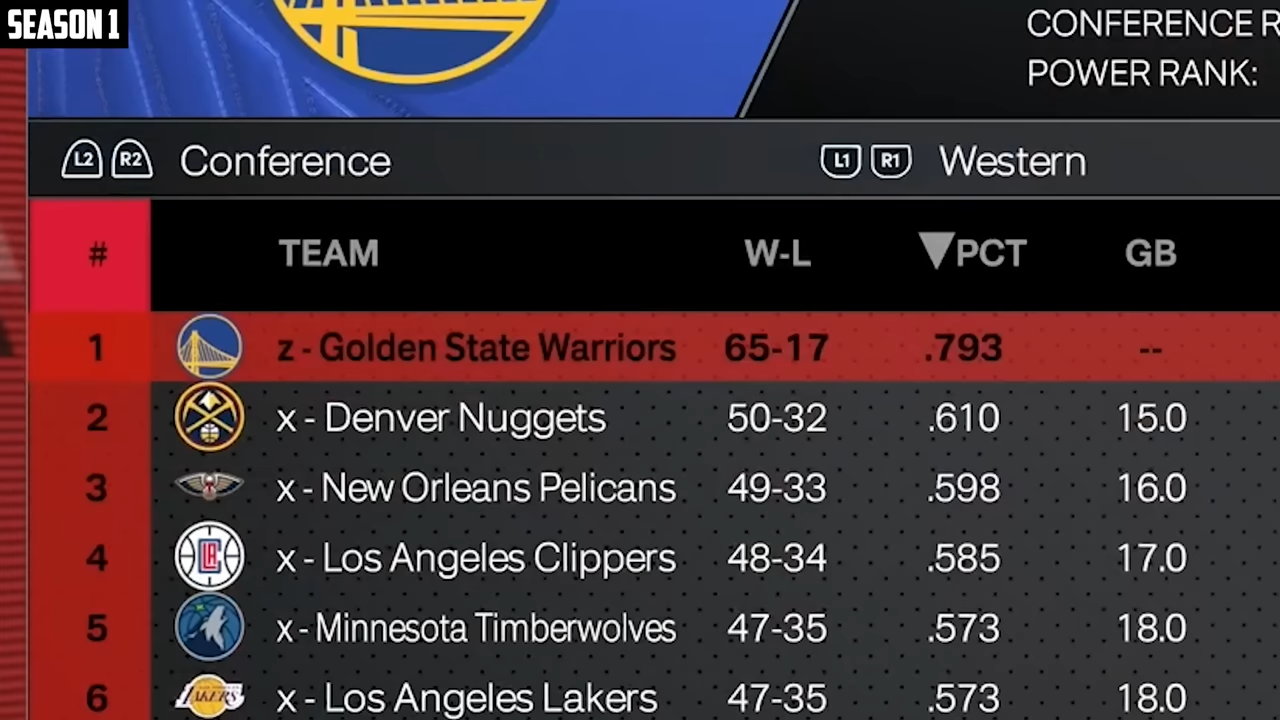 SEASON 1
CONFERENCE R
POWER RANK:
L2 R2 Conference L1 R1 Western
# TEAM W-L ▼PCT GB
1 z - Golden State Warriors 65-17 .793 --
2 x - Denver Nuggets 50-32 .610 15.0
3 x - New Orleans Pelicans 49-33 .598 16.0
4 LA x - Los Angeles Clippers 48-34 .585 17.0
5 x - Minnesota Timberwolves 47-35 .573 18.0
6 LAKERS x - Los Angeles Lakers 47-35 .573 18.0